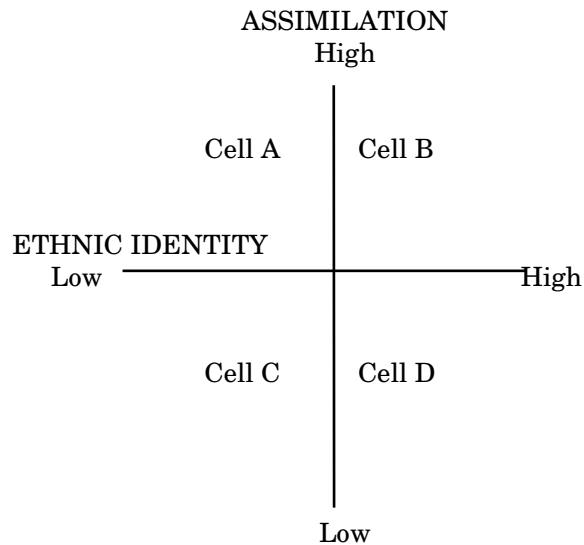 ASSIMILATION
High
Cell A Cell B
ETHNIC IDENTITY
Low High
Cell C Cell D
Low